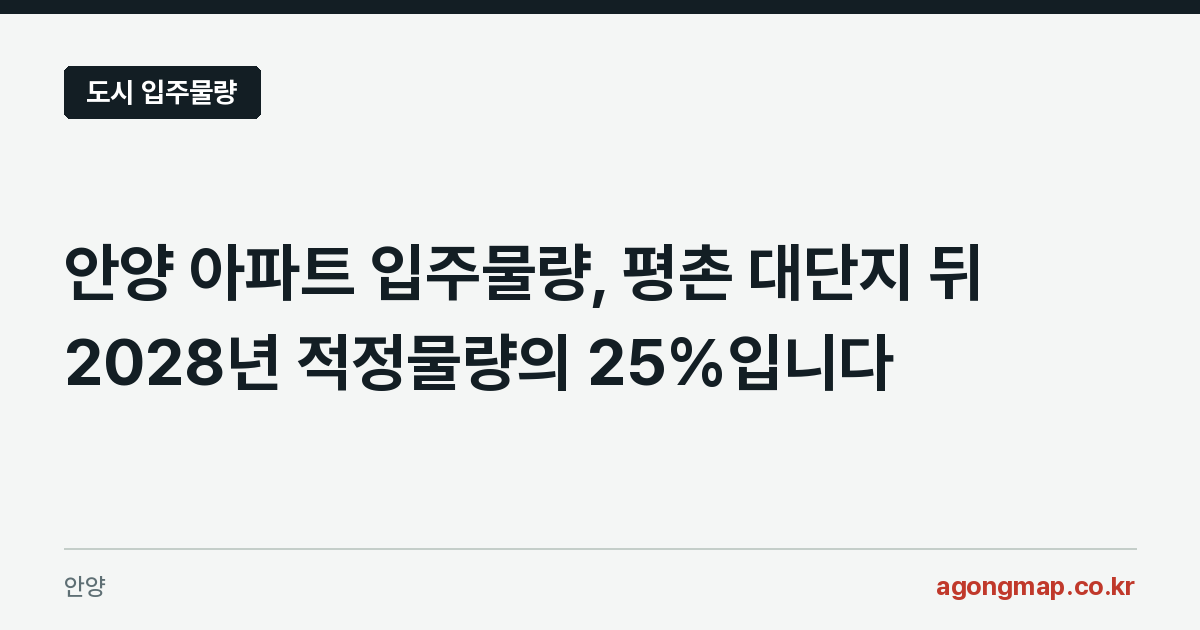 도시 입주물량
안양 아파트 입주물량, 평촌 대단지 뒤
2028년 적정물량의 25%입니다
안양
agongmap.co.kr